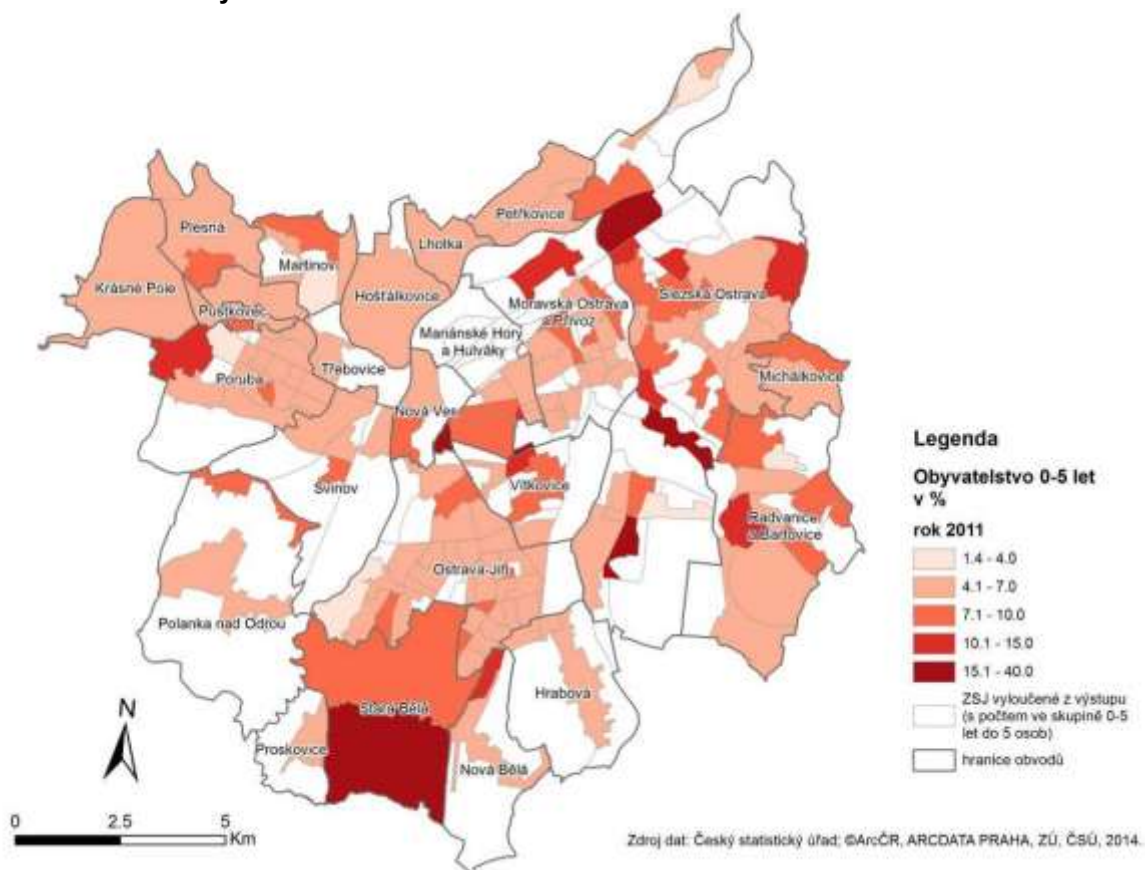 Petřkovice
Plesná
Lhotka
Martinov
Krásné Pole
Hošťálkovice
Slezská Ostrava
Moravská Ostrava
a Přívoz
Pustkovec
Mariánské Hory
a Hulváky
Třebovice
Michálkovice
Poruba
Nová Ves
Svinov
Vítkovice
Radvanice
a Bartovice
Ostrava-Jih
Polanka nad Odrou
Hrabová
Stará Bělá
Proskovice
Nová Bělá
N
0 2.5 5
Km
Legenda
Obyvatelstvo 0-5 let
v %
rok 2011
1.4 - 4.0
4.1 - 7.0
7.1 - 10.0
10.1 - 15.0
15.1 - 40.0
ZSJ vyloučené z výstupu
(s počtem ve skupině 0-5
let do 5 osob)
hranice obvodů
Zdroj dat: Český statistický úřad; ©ArcČR, ARCDATA PRAHA, ZÚ, ČSÚ, 2014.